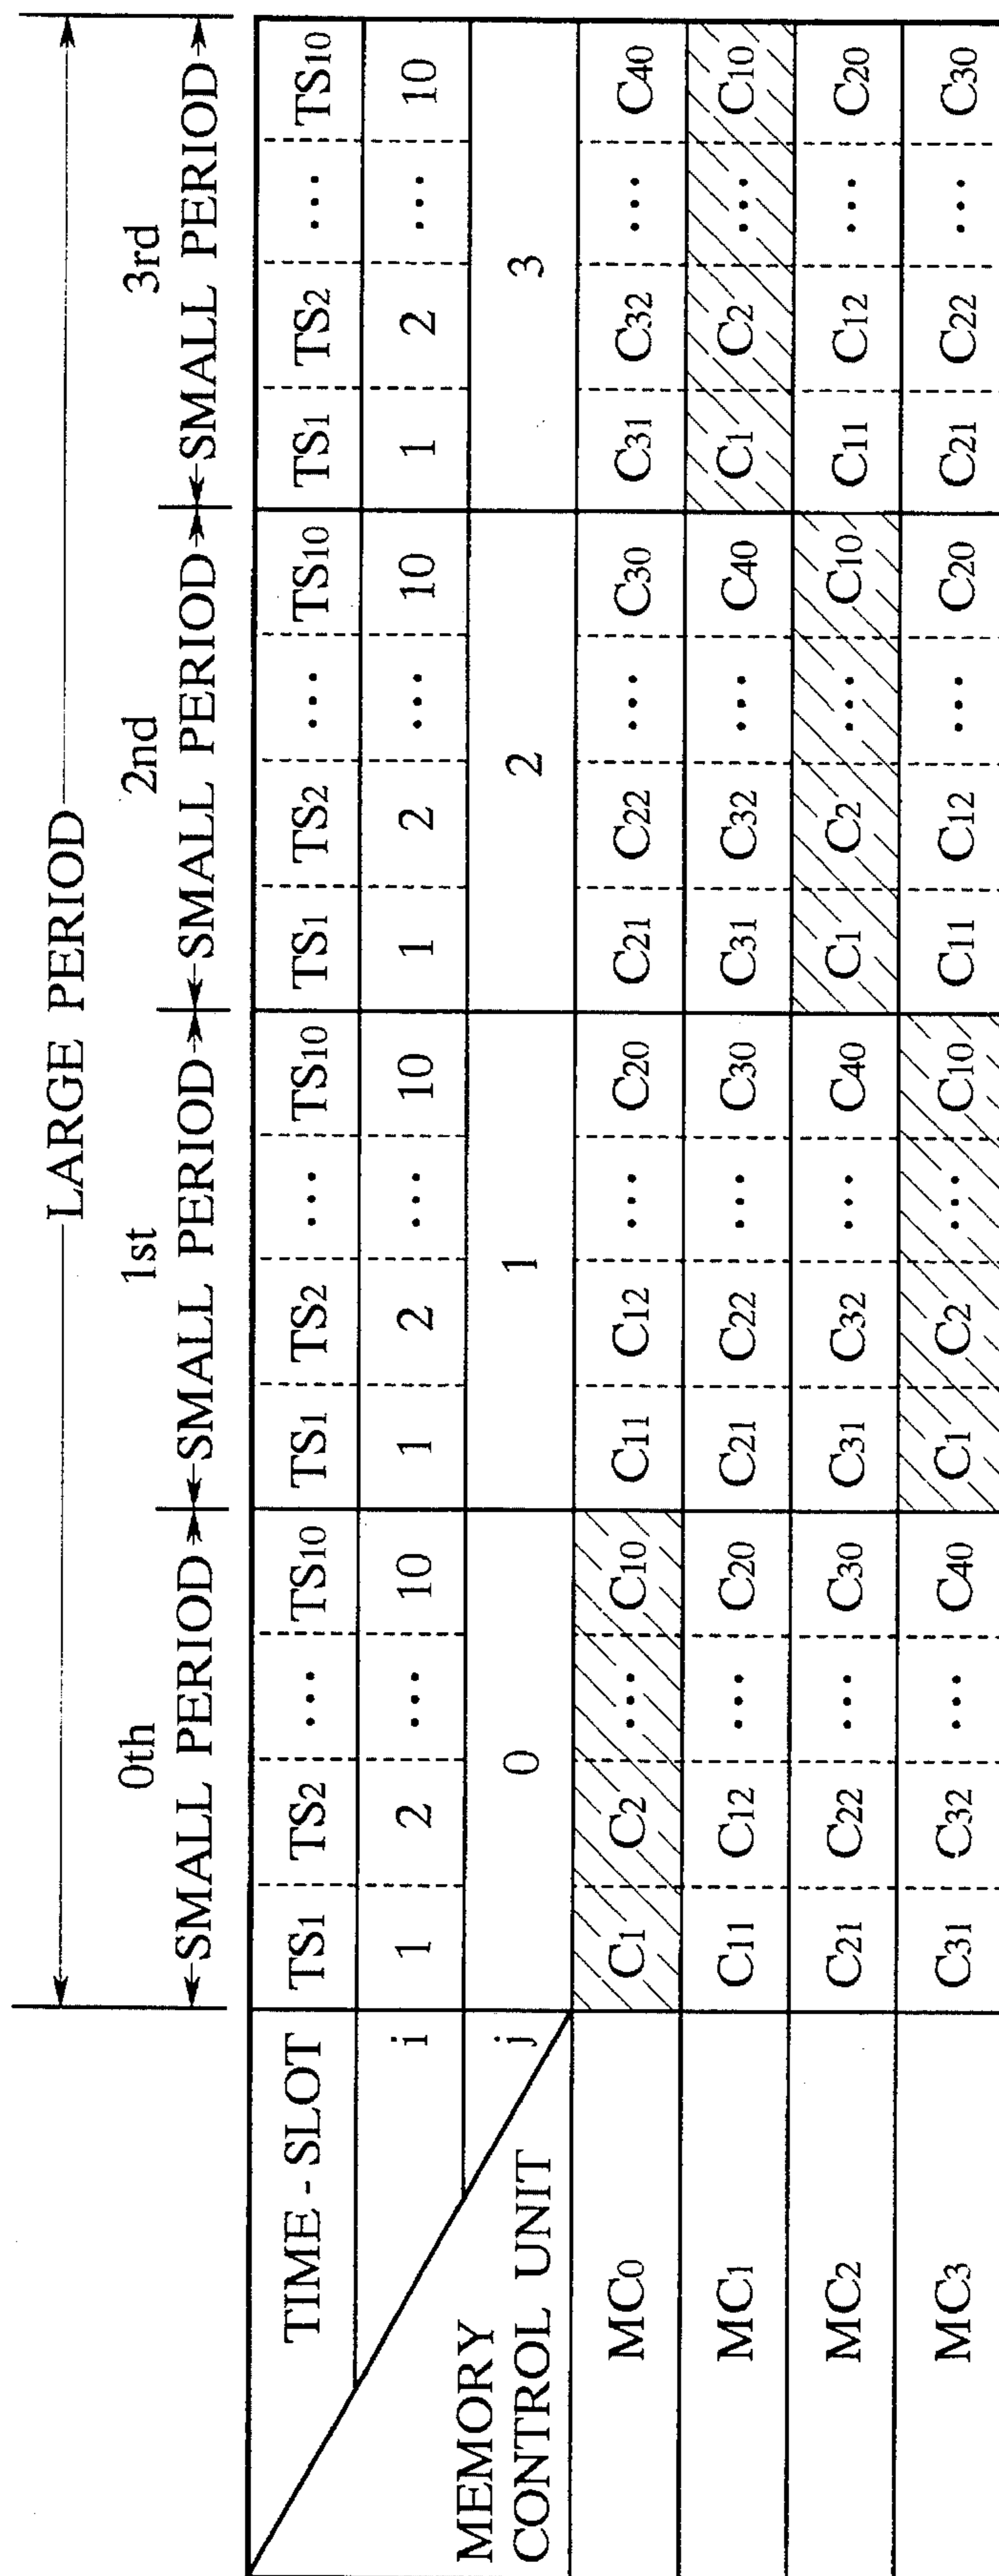 LARGE PERIOD
0th 1st 2nd 3rd
SMALL PERIOD SMALL PERIOD SMALL PERIOD SMALL PERIOD
TIME - SLOT TS1 TS2 ... TS10 TS1 TS2 ... TS10 TS1 TS2 ... TS10 TS1 TS2 ... TS10
i 1 2 ... 10 1 2 ... 10 1 2 ... 10 1 2 ... 10
MEMORY
CONTROL UNIT
j 0 1 2 3
MC0 C1 C2 ... C10 C11 C12 ... C20 C21 C22 ... C30 C31 C32 ... C40
MC1 C11 C12 ... C20 C21 C22 ... C30 C31 C32 ... C40 C1 C2 ... C10
MC2 C21 C22 ... C30 C31 C32 ... C40 C1 C2 ... C10 C11 C12 ... C20
MC3 C31 C32 ... C40 C1 C2 ... C10 C11 C12 ... C20 C21 C22 ... C30